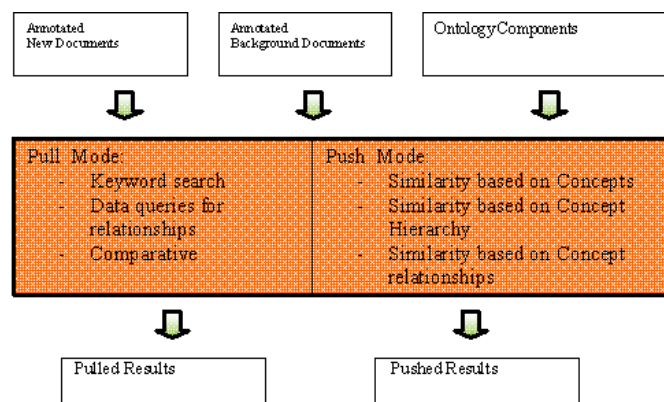 Annotated
New Documents
Annotated
Background Documents
Ontology Components
Pull Mode:
- Keyword search
- Data queries for
relationships
- Comparative
Push Mode
- Similarity based on Concepts
- Similarity based on Concept
Hierarchy
- Similarity based on Concept
relationships
Pulled Results
Pushed Results